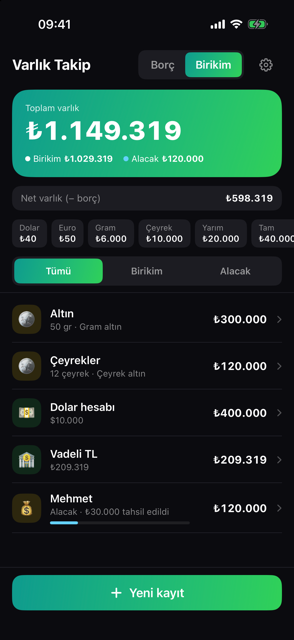 09:41
Varlık Takip
Borç
Birikim
Toplam varlık
₺1.149.319
Birikim ₺1.029.319
Alacak ₺120.000
Net varlık (− borç)
₺598.319
Dolar
₺40
Euro
₺50
Gram
₺6.000
Çeyrek
₺10.000
Yarım
₺20.000
Tam
₺40.000
Tümü
Birikim
Alacak
Altın
50 gr · Gram altın
₺300.000
Çeyrekler
12 çeyrek · Çeyrek altın
₺120.000
Dolar hesabı
$10.000
₺400.000
Vadeli TL
₺209.319
₺209.319
Mehmet
Alacak · ₺30.000 tahsil edildi
₺120.000
+ Yeni kayıt